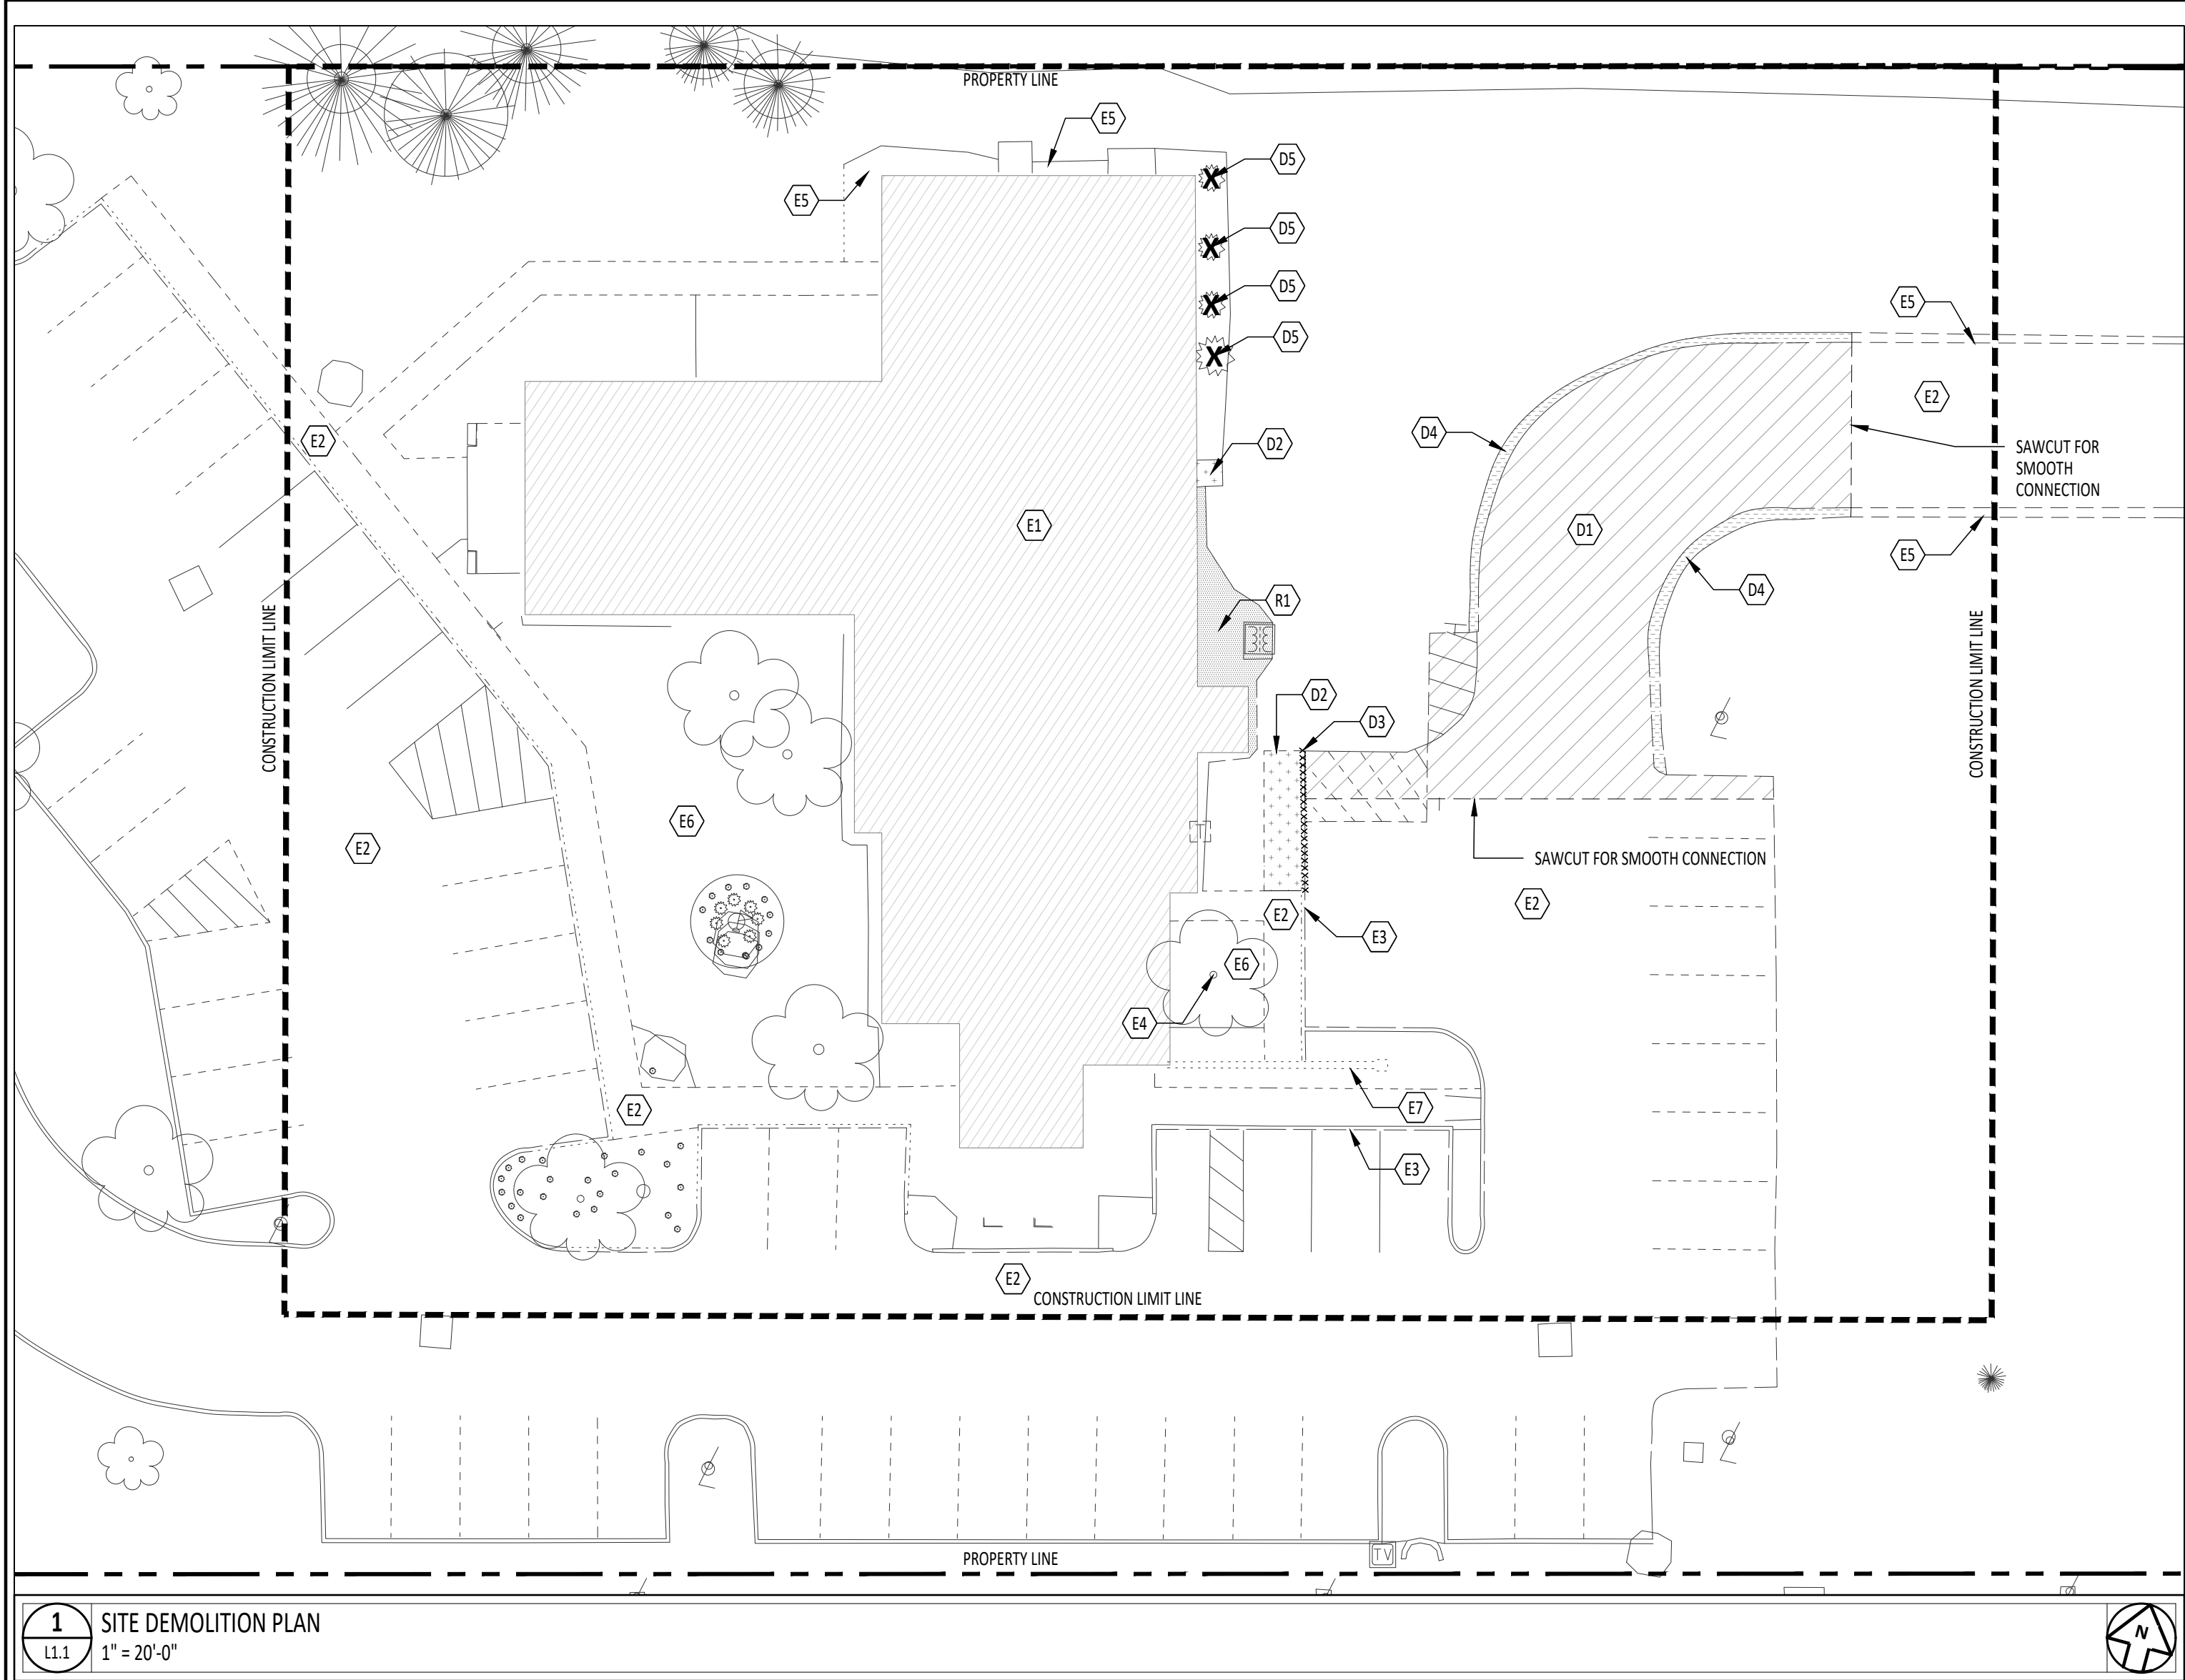 PROPERTY LINE
E5
D5
E5
D5
D5
E5
D5
E2
D4
E2
D2
SAWCUT FOR
SMOOTH
CONNECTION
E1
D1
E5
D4
R1
CONSTRUCTION LIMIT LINE
CONSTRUCTION LIMIT LINE
D2
D3
E6
E2
SAWCUT FOR SMOOTH CONNECTION
E2
E2
E3
E6
E4
E2
E7
E3
E2
CONSTRUCTION LIMIT LINE
TV
PROPERTY LINE
1
L1.1
SITE DEMOLITION PLAN
1" = 20'-0"
N